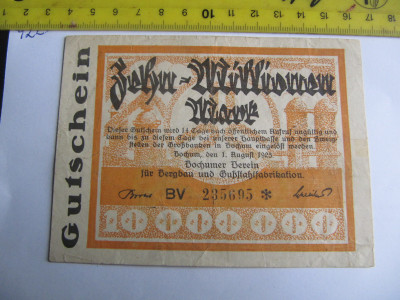 Gutschein
Zehn-Millionen
Mark
Dieser Gutschein wird 14 Tage nach öffentlichem Aufruf ungültig und
kann bis zu diesem Tage bei unserer Hauptkasse und den Zweig-
stellen der Großbanken in Bochum eingelöst werden.
Bochum, den 1. August 1923
Bochumer Verein
für Bergbau und Gußstahlfabrikation.
BV 235695 *
10000000